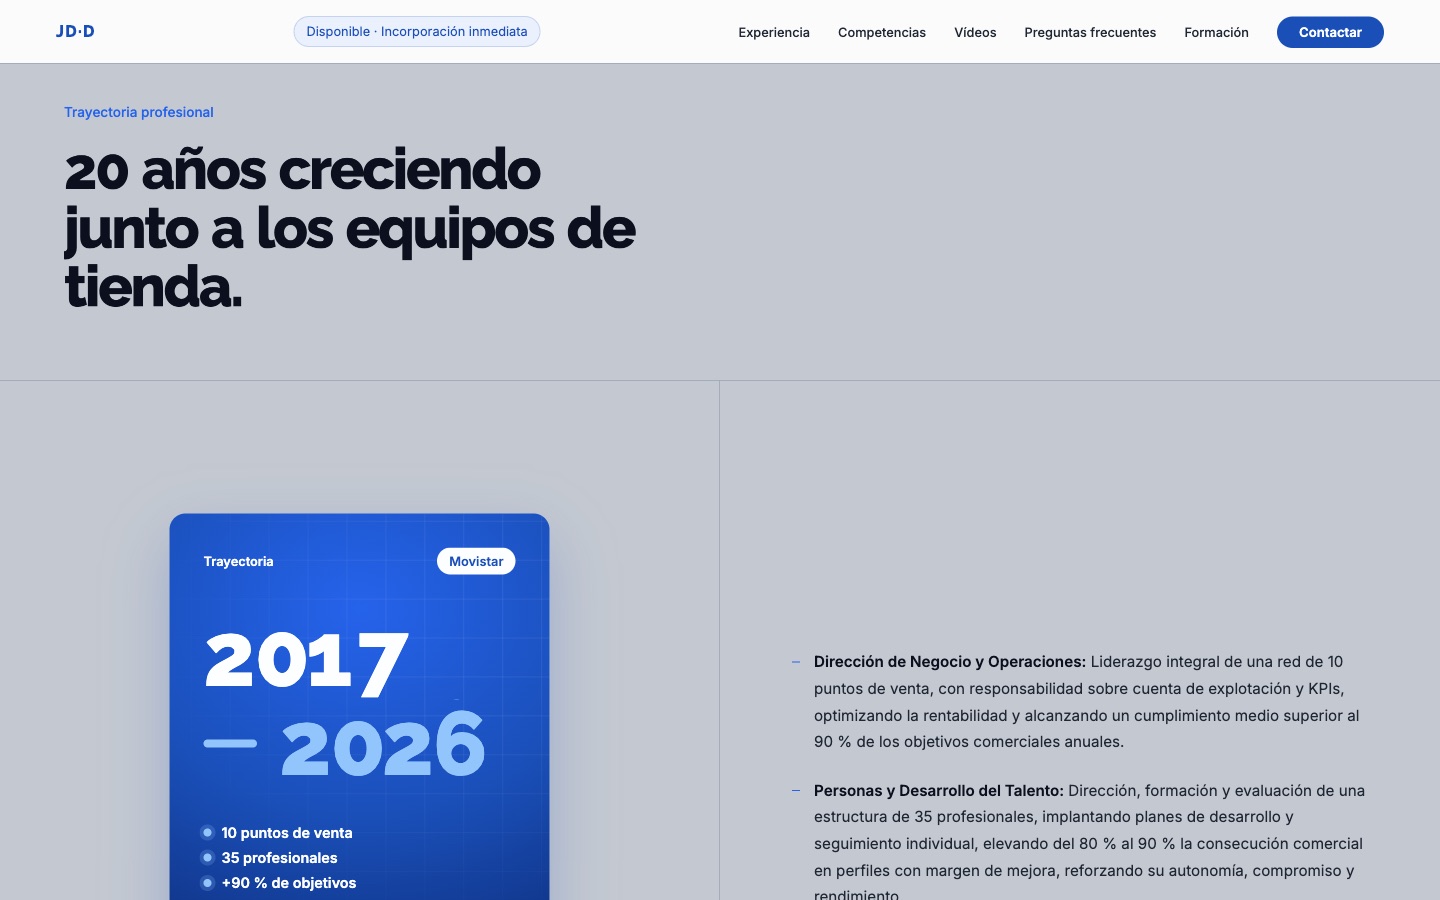 JD·D
Disponible · Incorporación inmediata
Experiencia
Competencias
Vídeos
Preguntas frecuentes
Formación
Contactar
Trayectoria profesional
20 años creciendo
junto a los equipos de
tienda.
Trayectoria
Movistar
2017
— 2026
10 puntos de venta
35 profesionales
+90 % de objetivos
– Dirección de Negocio y Operaciones: Liderazgo integral de una red de 10
puntos de venta, con responsabilidad sobre cuenta de explotación y KPIs,
optimizando la rentabilidad y alcanzando un cumplimiento medio superior al
90 % de los objetivos comerciales anuales.
– Personas y Desarrollo del Talento: Dirección, formación y evaluación de una
estructura de 35 profesionales, implantando planes de desarrollo y
seguimiento individual, elevando del 80 % al 90 % la consecución comercial
en perfiles con margen de mejora, reforzando su autonomía, compromiso y
rendimiento.